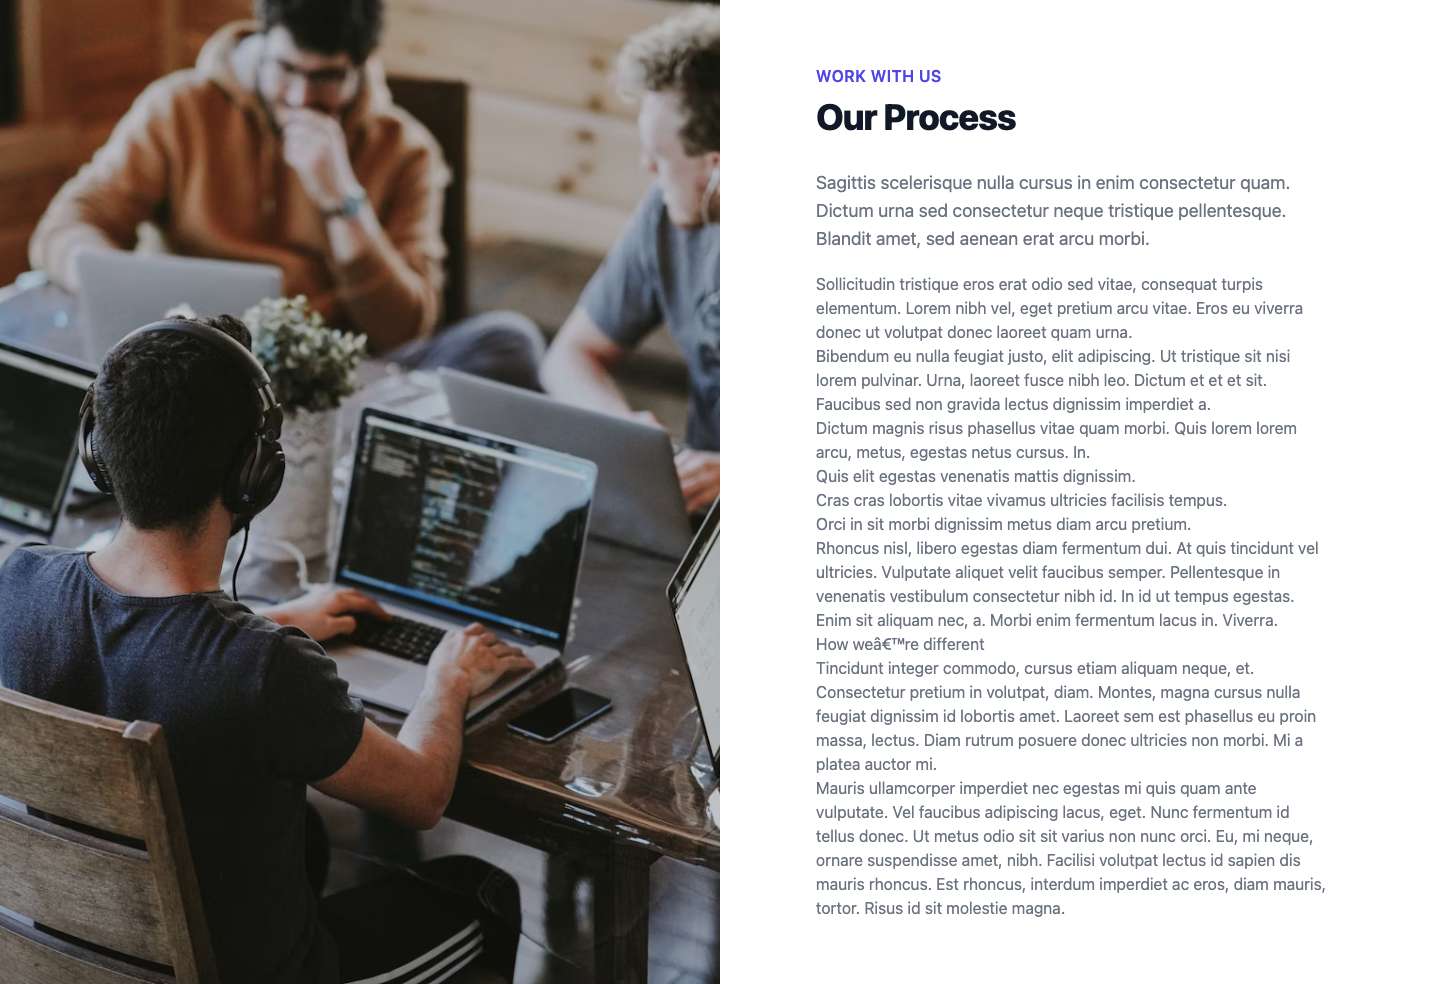 WORK WITH US
Our Process
Sagittis scelerisque nulla cursus in enim consectetur quam.
Dictum urna sed consectetur neque tristique pellentesque.
Blandit amet, sed aenean erat arcu morbi.
Sollicitudin tristique eros erat odio sed vitae, consequat turpis
elementum. Lorem nibh vel, eget pretium arcu vitae. Eros eu viverra
donec ut volutpat donec laoreet quam urna.
Bibendum eu nulla feugiat justo, elit adipiscing. Ut tristique sit nisi
lorem pulvinar. Urna, laoreet fusce nibh leo. Dictum et et et sit.
Faucibus sed non gravida lectus dignissim imperdiet a.
Dictum magnis risus phasellus vitae quam morbi. Quis lorem lorem
arcu, metus, egestas netus cursus. In.
Quis elit egestas venenatis mattis dignissim.
Cras cras lobortis vitae vivamus ultricies facilisis tempus.
Orci in sit morbi dignissim metus diam arcu pretium.
Rhoncus nisl, libero egestas diam fermentum dui. At quis tincidunt vel
ultricies. Vulputate aliquet velit faucibus semper. Pellentesque in
venenatis vestibulum consectetur nibh id. In id ut tempus egestas.
Enim sit aliquam nec, a. Morbi enim fermentum lacus in. Viverra.
How weâ€™re different
Tincidunt integer commodo, cursus etiam aliquam neque, et.
Consectetur pretium in volutpat, diam. Montes, magna cursus nulla
feugiat dignissim id lobortis amet. Laoreet sem est phasellus eu proin
massa, lectus. Diam rutrum posuere donec ultricies non morbi. Mi a
platea auctor mi.
Mauris ullamcorper imperdiet nec egestas mi quis quam ante
vulputate. Vel faucibus adipiscing lacus, eget. Nunc fermentum id
tellus donec. Ut metus odio sit sit varius non nunc orci. Eu, mi neque,
ornare suspendisse amet, nibh. Facilisi volutpat lectus id sapien dis
mauris rhoncus. Est rhoncus, interdum imperdiet ac eros, diam mauris,
tortor. Risus id sit molestie magna.